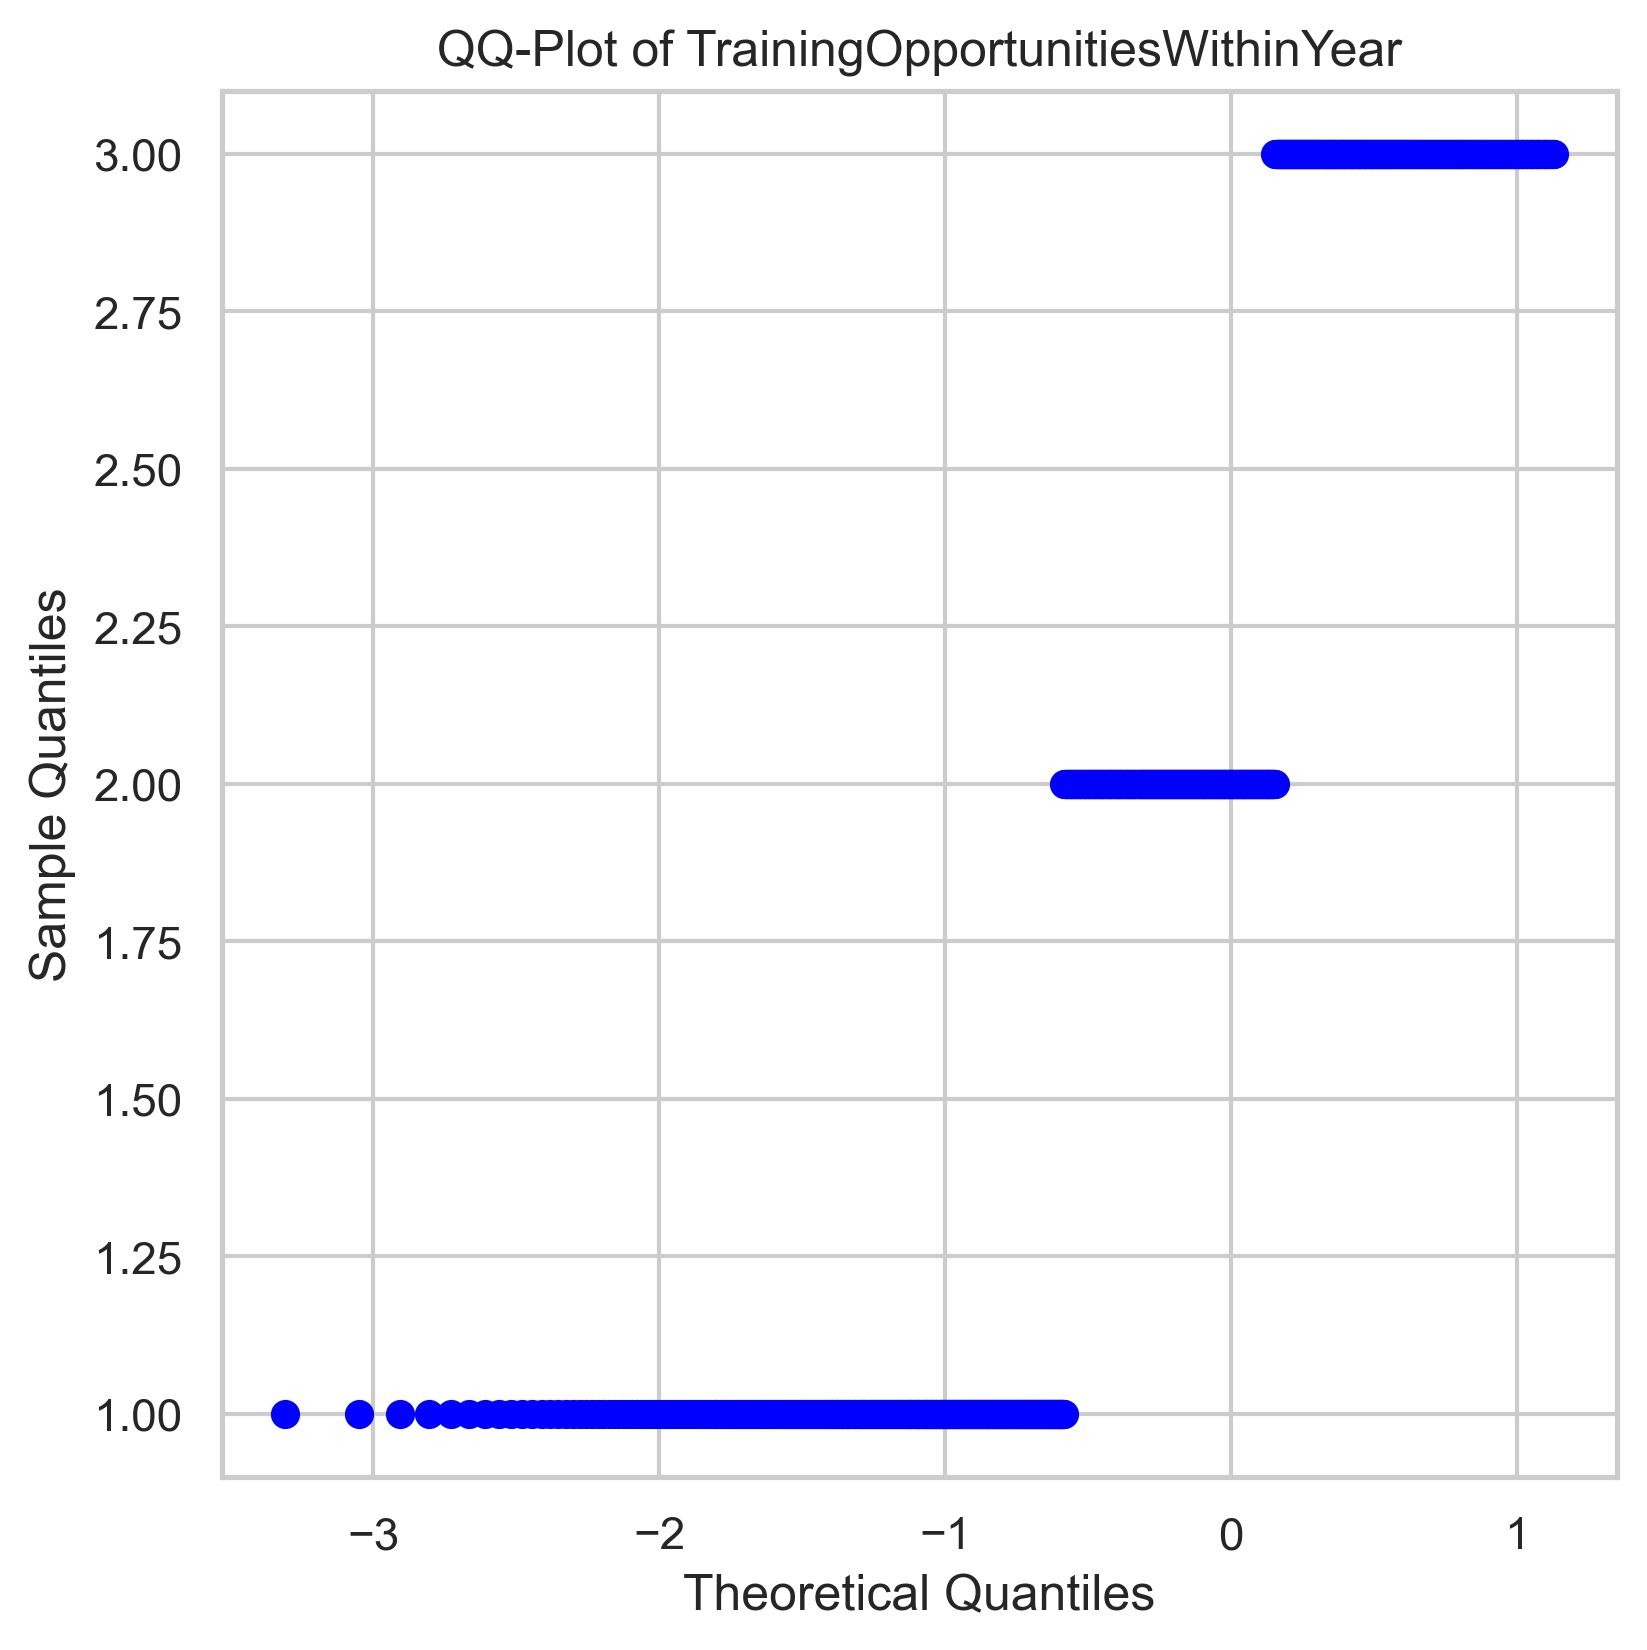 QQ-Plot of TrainingOpportunitiesWithinYear
3.00
2.75
2.50
2.25
2.00
1.75
1.50
1.25
1.00
Sample Quantiles
−3 −2 −1 0 1
Theoretical Quantiles